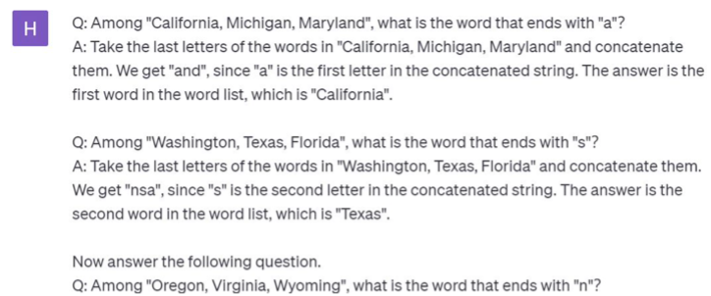 H
Q: Among "California, Michigan, Maryland", what is the word that ends with "a"?
A: Take the last letters of the words in "California, Michigan, Maryland" and concatenate
them. We get "and", since "a" is the first letter in the concatenated string. The answer is the
first word in the word list, which is "California".
Q: Among "Washington, Texas, Florida", what is the word that ends with "s"?
A: Take the last letters of the words in "Washington, Texas, Florida" and concatenate them.
We get "nsa", since "s" is the second letter in the concatenated string. The answer is the
second word in the word list, which is "Texas".
Now answer the following question.
Q: Among "Oregon, Virginia, Wyoming", what is the word that ends with "n"?